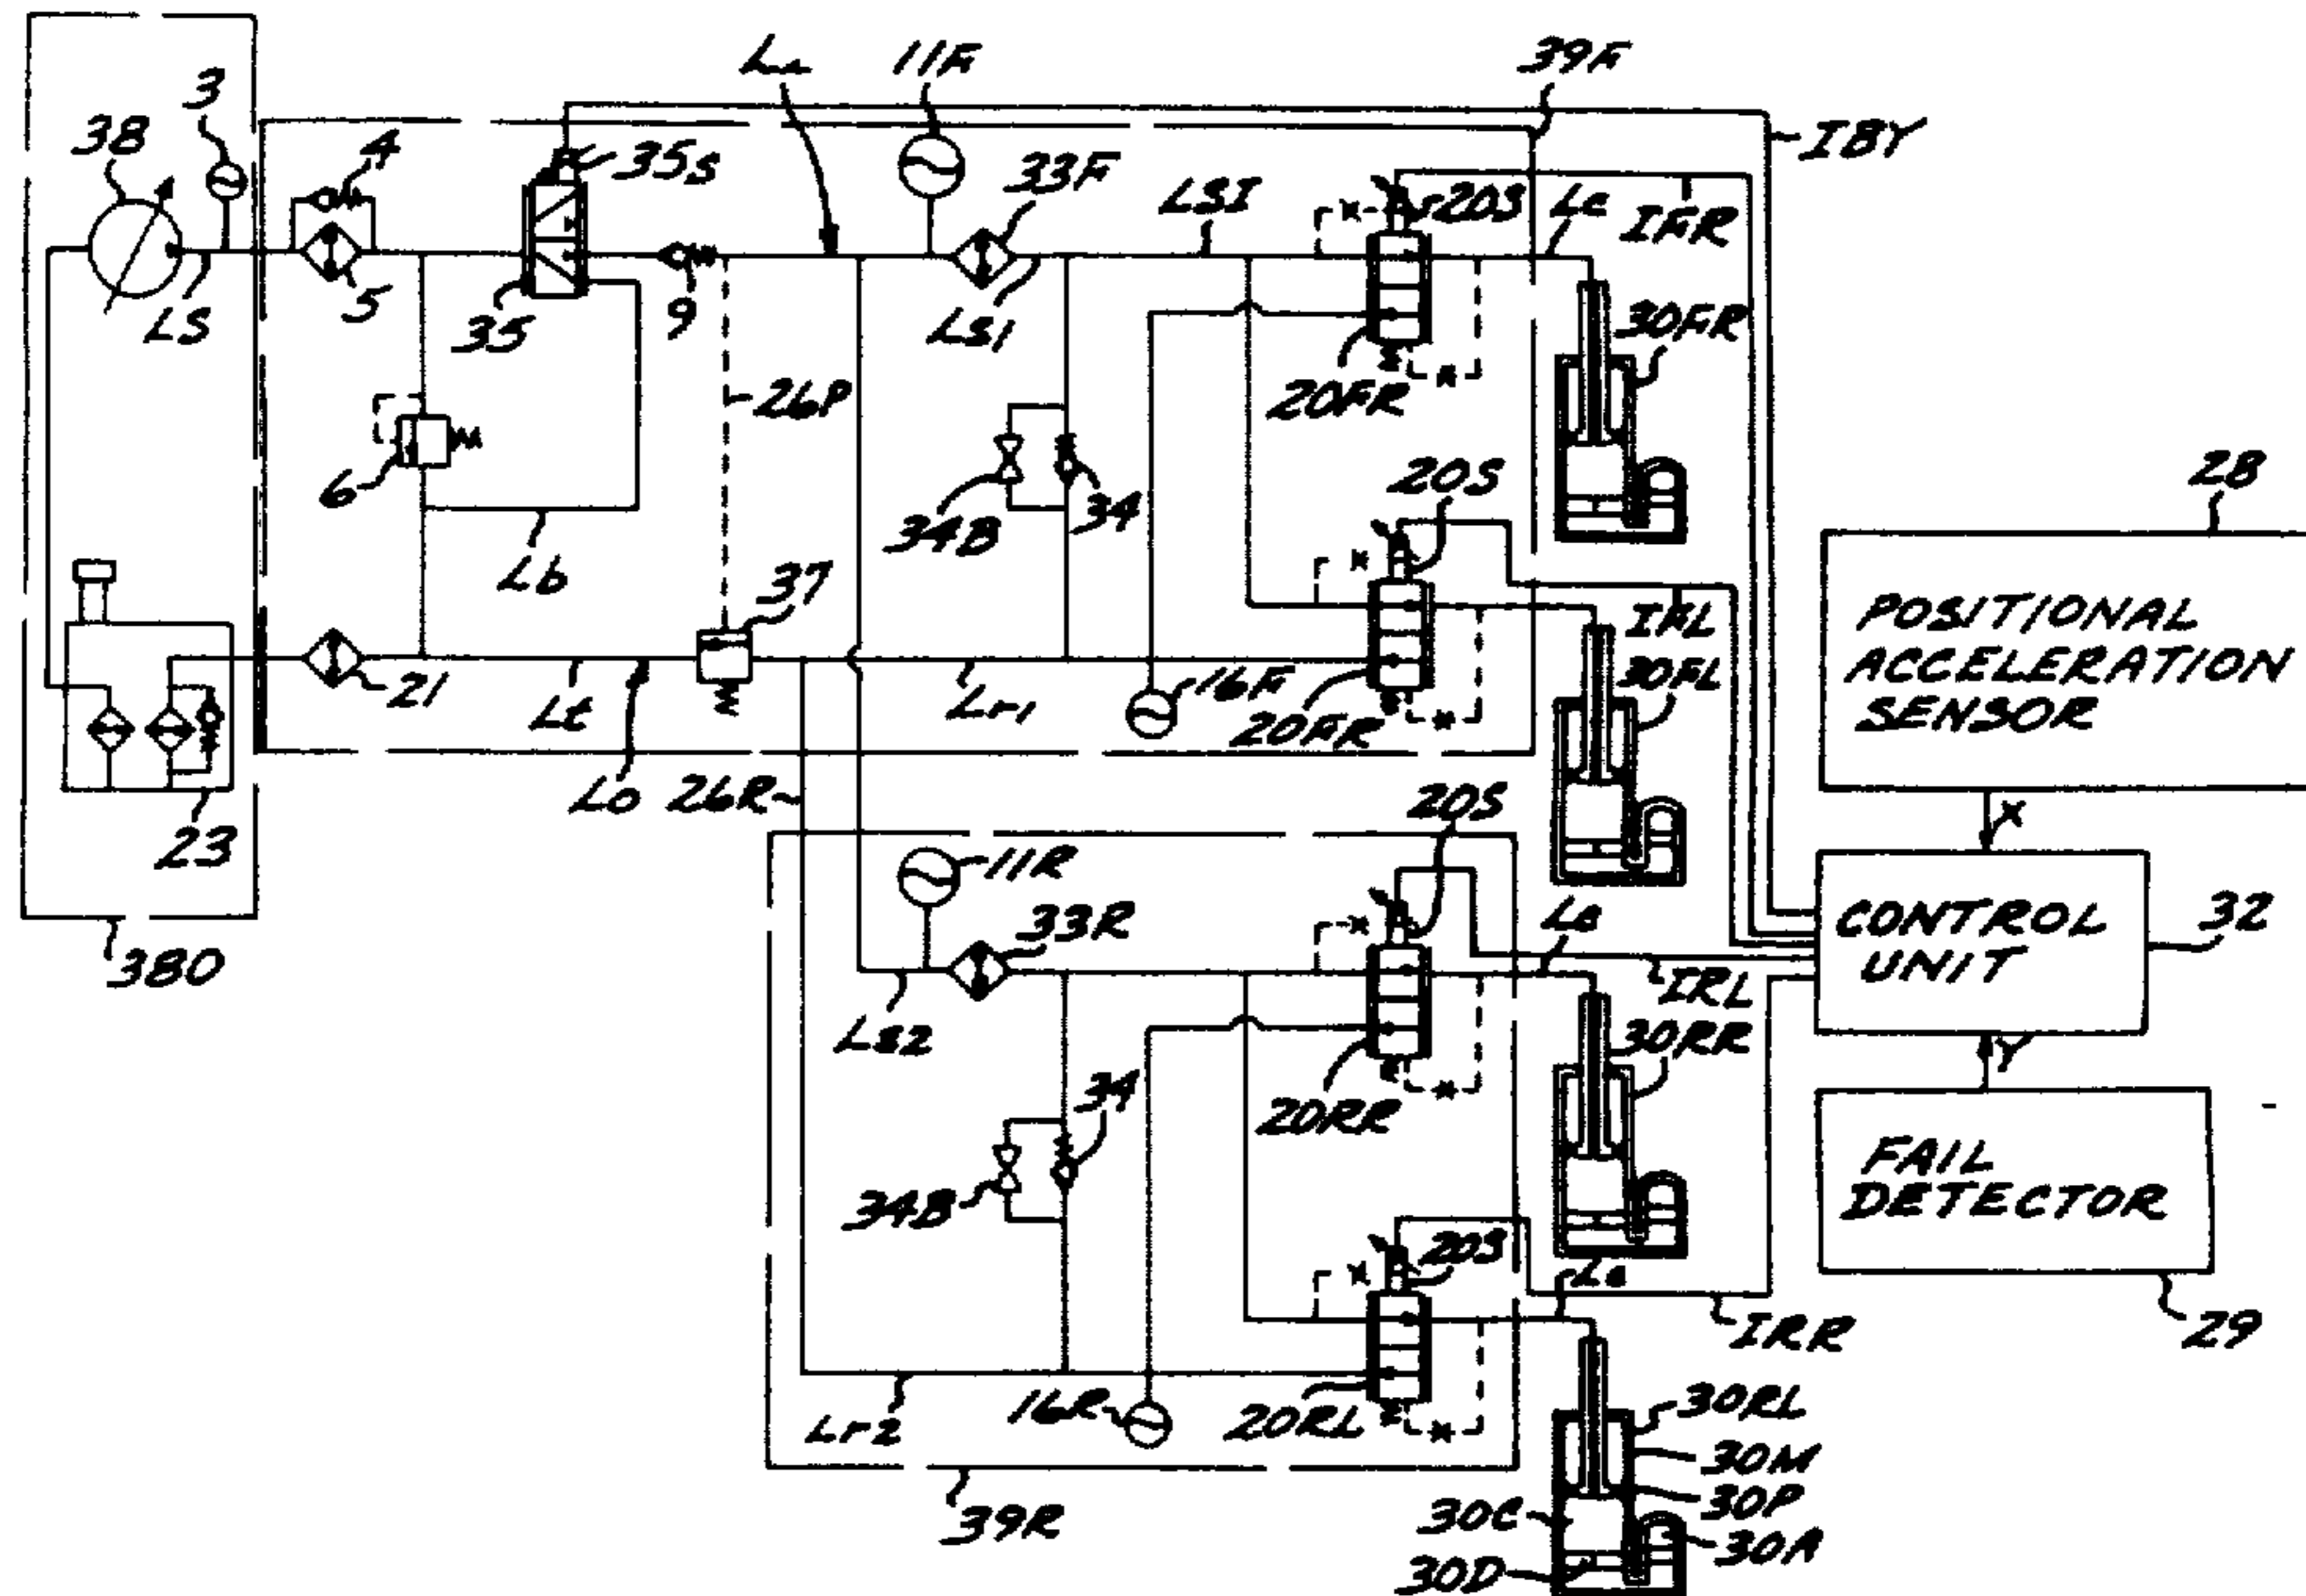 11F
39F
3
38
4
35S
33F
IBY
LSI
20S
Lc
IFR
LS
5
35
9
LS1
30FR
26P
20FR
6
34B
34
20S
28
Lb
37
IFL
POSITIONAL
ACCELERATION
SENSOR
30FL
21
Lt
Lr1
16F
20FR
Lo
26R
20S
X
23
11R
33R
CONTROL
UNIT
32
380
IRL
Ls2
30RR
Y
34
20RR
FAIL
DETECTOR
34B
20S
IRR
29
Lr2
16R
20RL
30RL
30M
30P
39R
30C
30A
30D